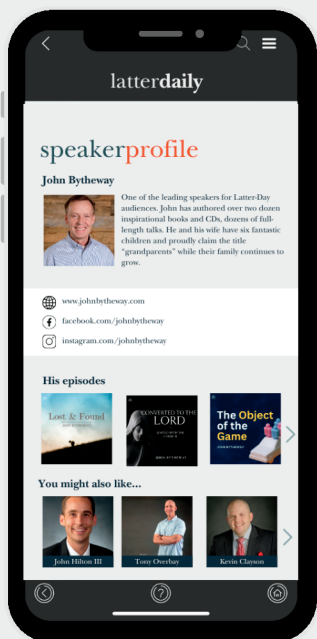 latterdaily
speakerprofile
John Bytheway
One of the leading speakers for Latter-Day
audiences. John has authored over two dozen
inspirational books and CDs, dozens of full-
length talks. He and his wife have six fantastic
children and proudly claim the title
“grandparents” while their family continues to
grow.
www.johnbytheway.com
facebook.com/johnbytheway
instagram.com/johnbytheway
His episodes
Lost & Found
CONVERTED TO THE
LORD
JOHN BYTHEWAY
The Object
of the
Game
JOHN BYTHEWAY
You might also like...
John Hilton III
Tony Overbay
Kevin Clayson
?